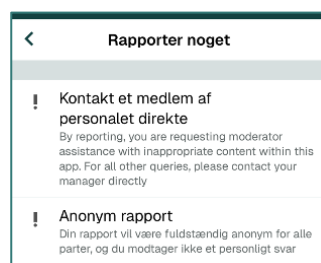 Rapporter noget
Kontakt et medlem af
personalet direkte
By reporting, you are requesting moderator
assistance with inappropriate content within this
app. For all other queries, please contact your
manager directly
Anonym rapport
Din rapport vil være fuldstændig anonym for alle
parter, og du modtager ikke et personligt svar